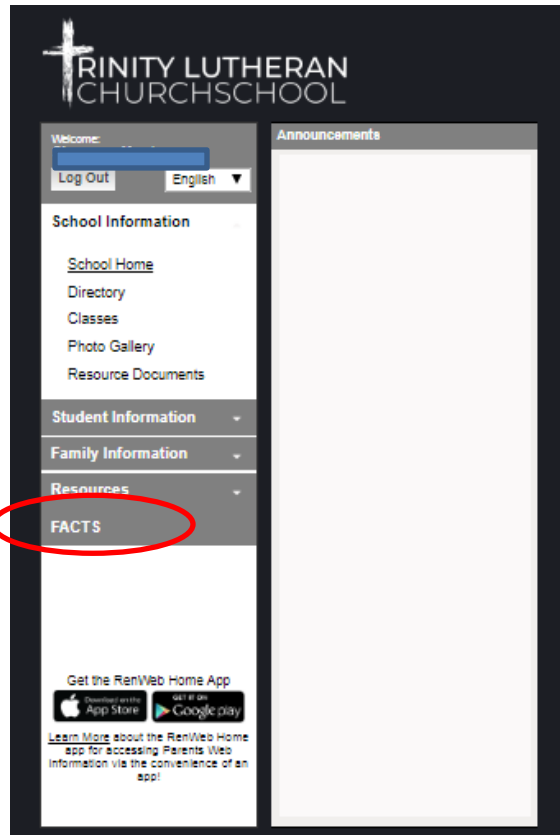 TRINITY LUTHERAN
CHURCHSCHOOL
Welcome:
Log Out
English ▼
School Information
School Home
Directory
Classes
Photo Gallery
Resource Documents
Student Information
Family Information
Resources
FACTS
Get the RenWeb Home App
Download on the
App Store
GET IT ON
Google play
Learn More about the RenWeb Home
app for accessing Parents Web
Information via the convenience of an
app!
Announcements